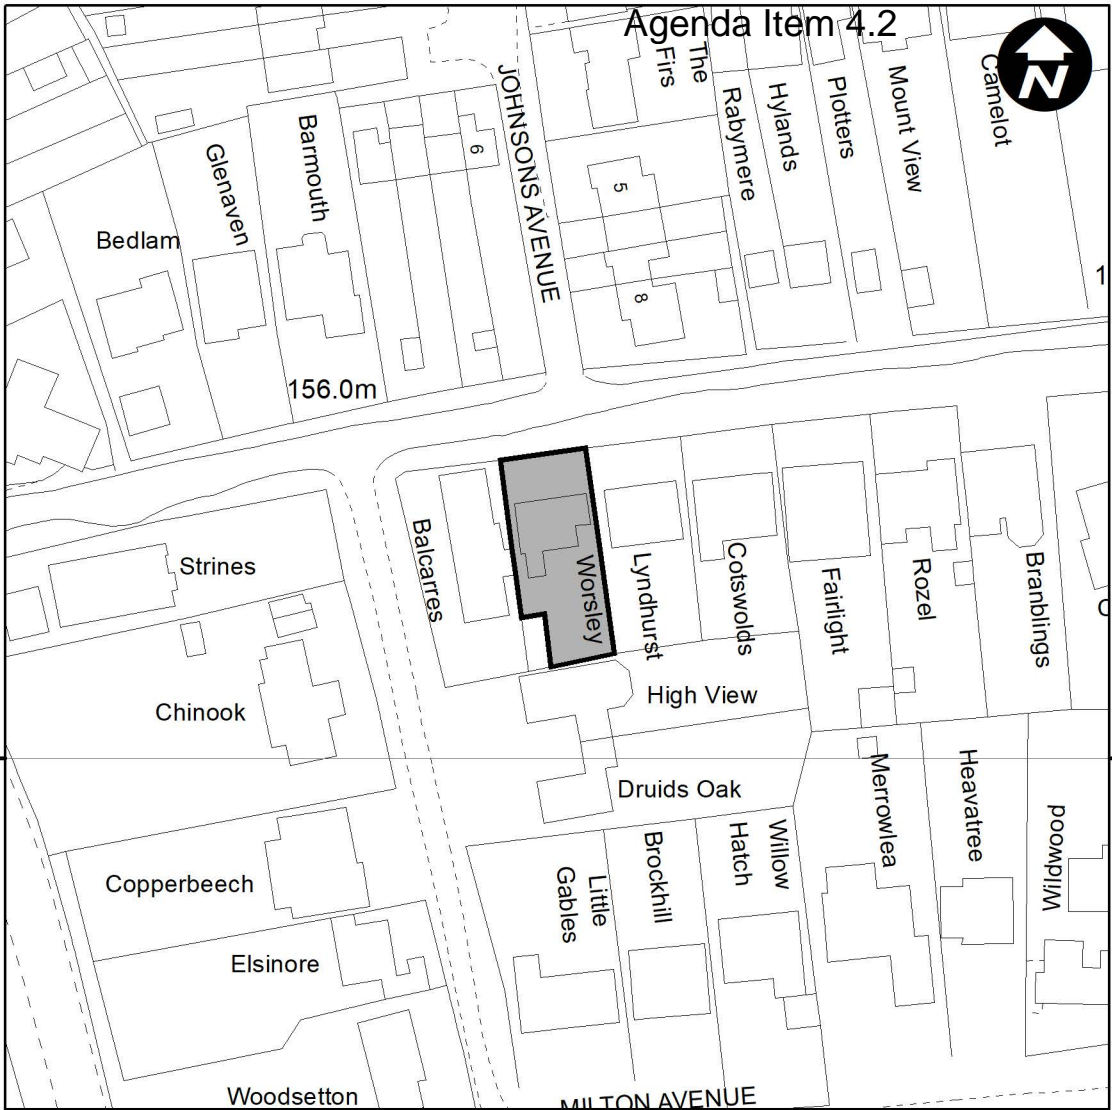 Agenda Item 4.2
N
The
Firs
Rabymere
Hylands
Plotters
Mount View
Camelot
JOHNSONS AVENUE
6
5
8
Barmouth
Glenaven
Bedlam
156.0m
1
Strines
Balcarres
Worsley
Lyndhurst
Cotswolds
Fairlight
Rozel
Branblings
Chinook
High View
Druids Oak
Merrowlea
Heavatree
Wildwood
Copperbeech
Little
Gables
Brockhill
Willow
Hatch
Elsinore
Woodsetton
MILTON AVENUE